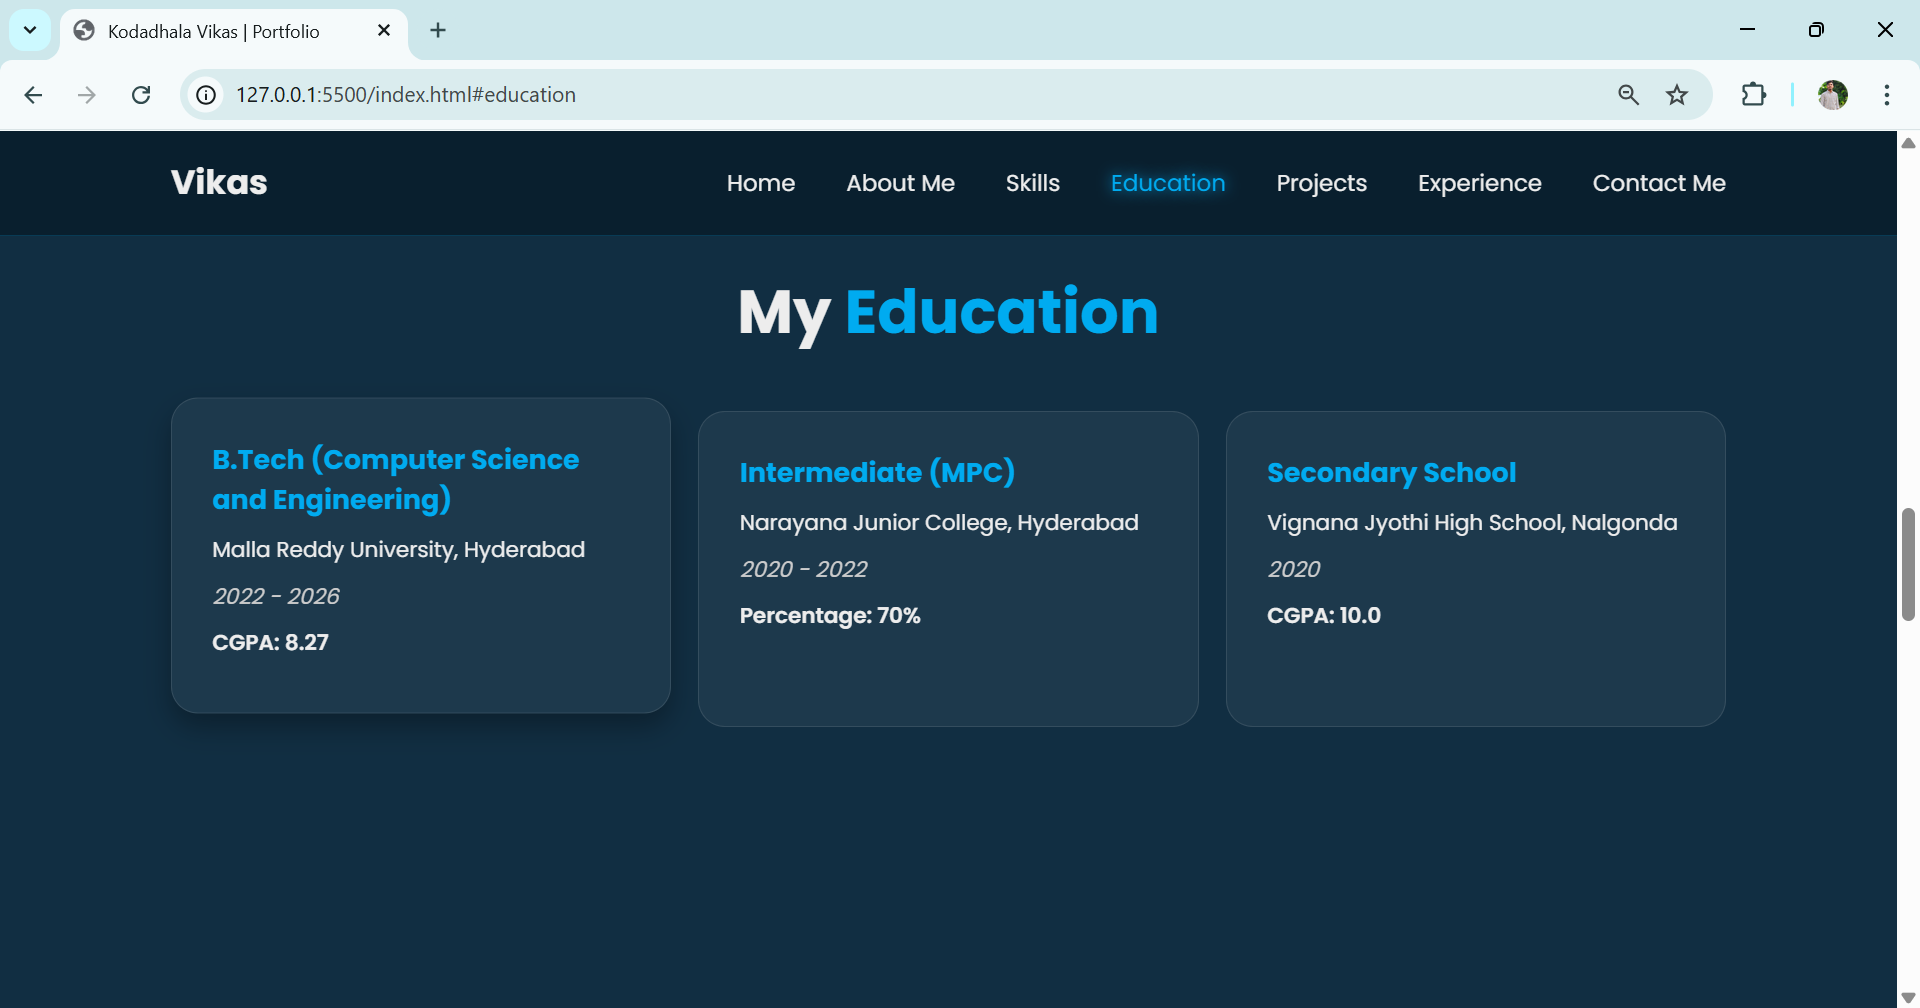 Kodadhala Vikas | Portfolio
127.0.0.1:5500/index.html#education
Vikas
Home
About Me
Skills
Education
Projects
Experience
Contact Me
My Education
B.Tech (Computer Science
and Engineering)
Malla Reddy University, Hyderabad
2022 - 2026
CGPA: 8.27
Intermediate (MPC)
Narayana Junior College, Hyderabad
2020 - 2022
Percentage: 70%
Secondary School
Vignana Jyothi High School, Nalgonda
2020
CGPA: 10.0